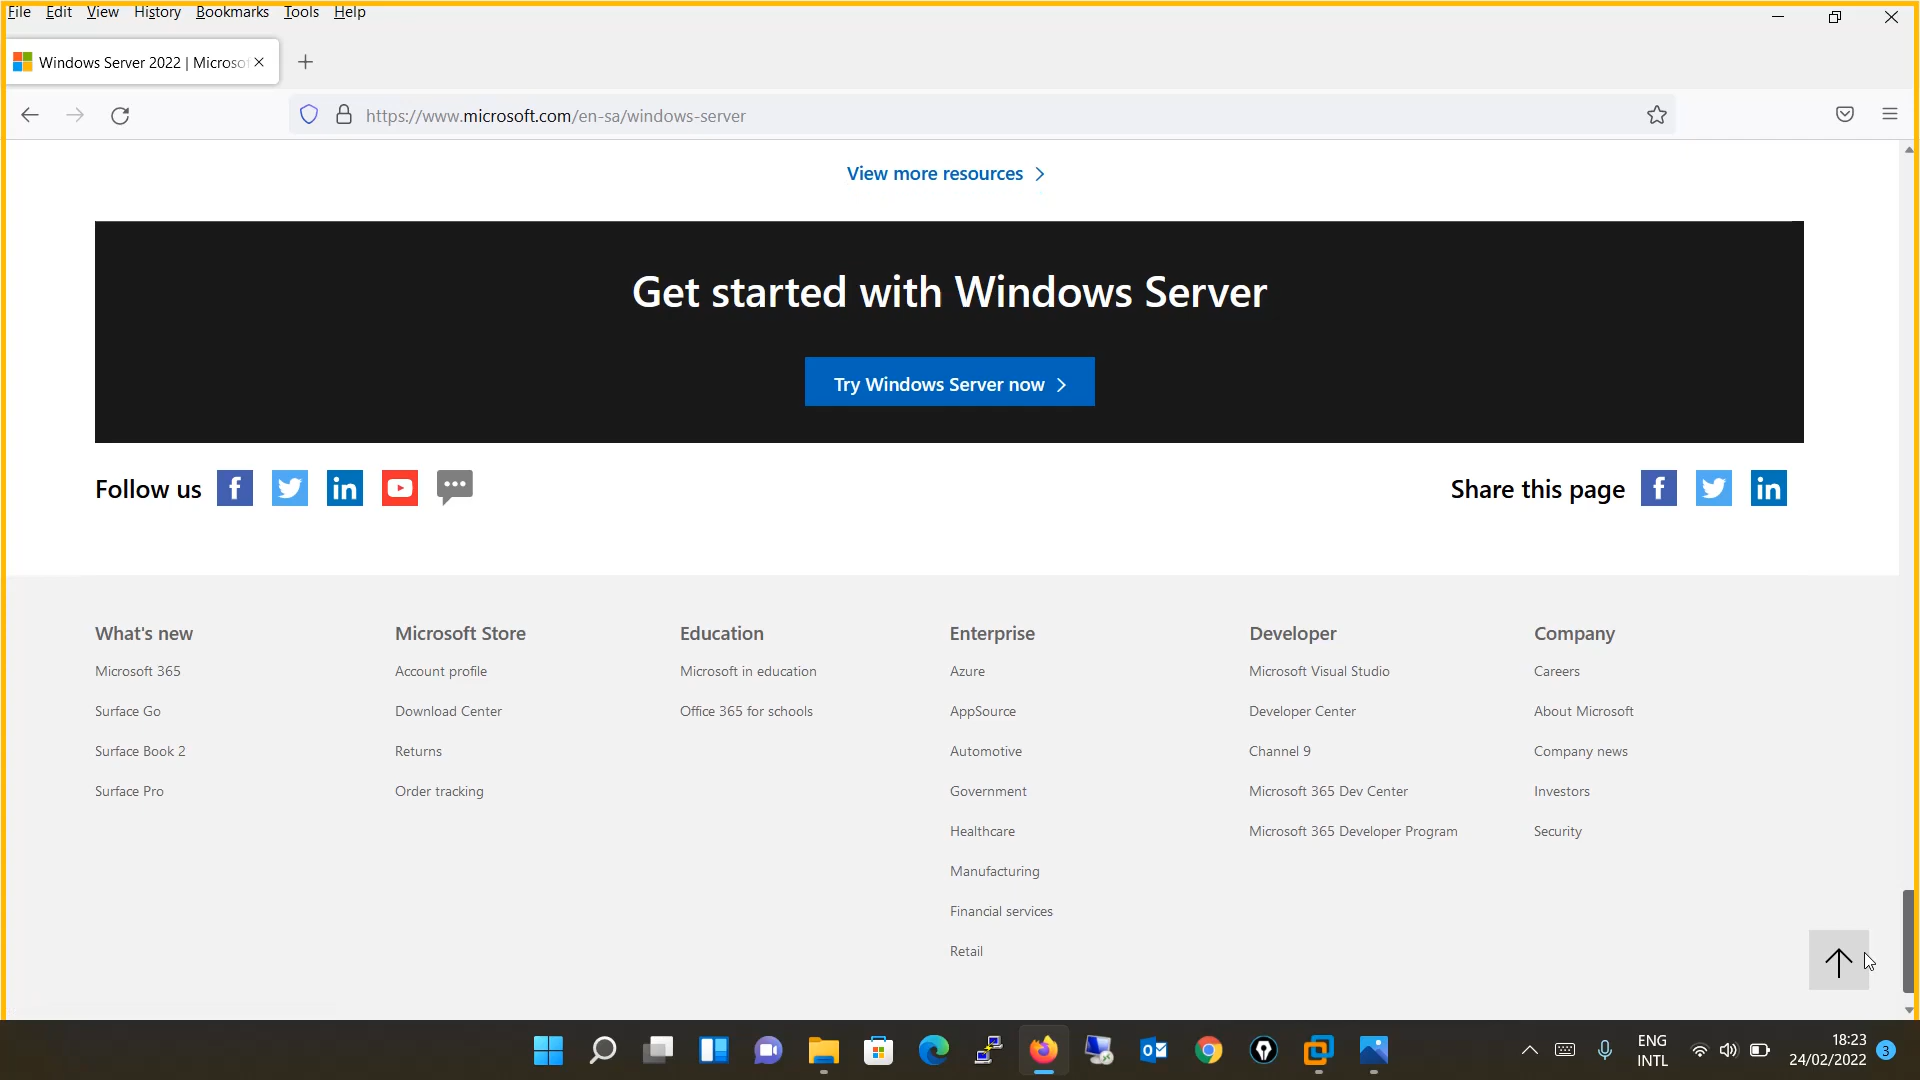 File Edit View History Bookmarks Tools Help
Windows Server 2022 | Microsof
https://www.microsoft.com/en-sa/windows-server
View more resources
Get started with Windows Server
Try Windows Server now
Follow us
Share this page
What's new
Microsoft 365
Surface Go
Surface Book 2
Surface Pro
Microsoft Store
Account profile
Download Center
Returns
Order tracking
Education
Microsoft in education
Office 365 for schools
Enterprise
Azure
AppSource
Automotive
Government
Healthcare
Manufacturing
Financial services
Retail
Developer
Microsoft Visual Studio
Developer Center
Channel 9
Microsoft 365 Dev Center
Microsoft 365 Developer Program
Company
Careers
About Microsoft
Company news
Investors
Security
ENG
INTL
18:23
24/02/2022
3